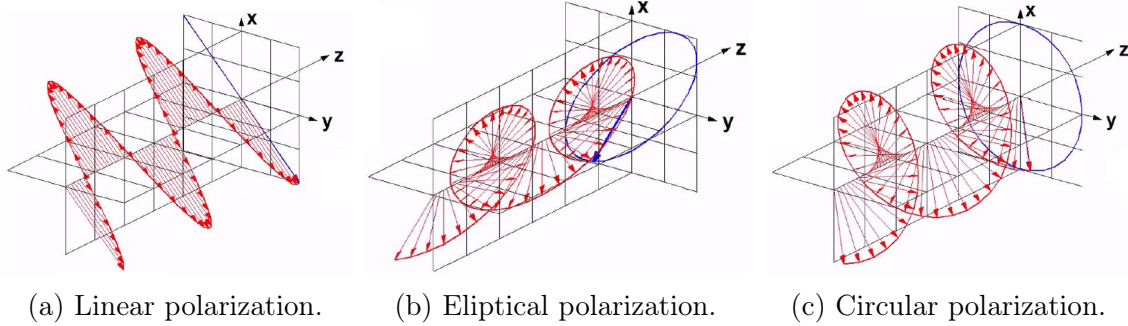 x
z
y
x
z
y
x
z
y
(a) Linear polarization.
(b) Eliptical polarization.
(c) Circular polarization.